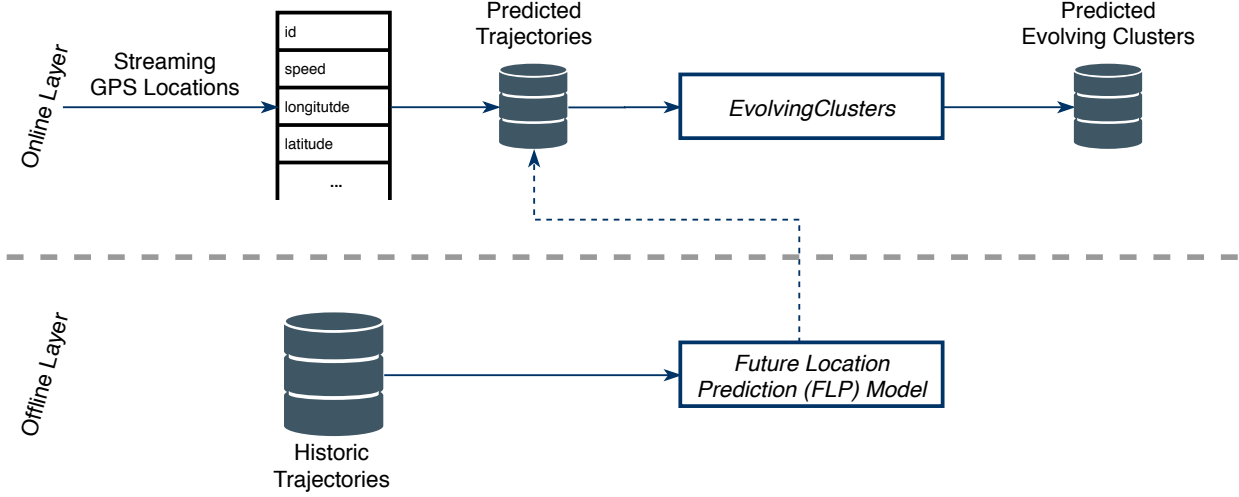 Online Layer
Streaming
GPS Locations
id
speed
longitutde
latitude
...
Predicted
Trajectories
EvolvingClusters
Predicted
Evolving Clusters
Offline Layer
Historic
Trajectories
Future Location
Prediction (FLP) Model